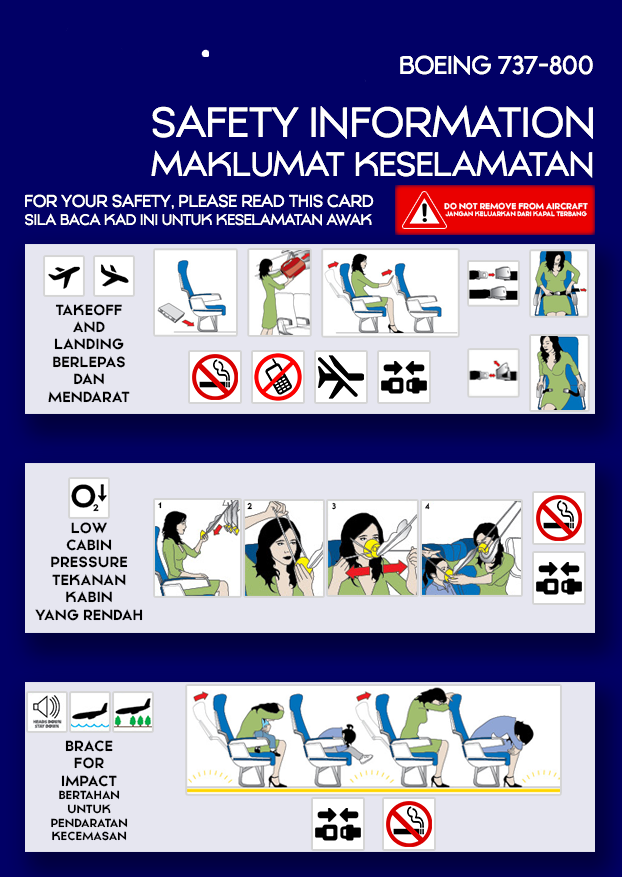 BOEING 737-800
SAFETY INFORMATION
MAKLUMAT KESELAMATAN
FOR YOUR SAFETY, PLEASE READ THIS CARD
SILA BACA KAD INI UNTUK KESELAMATAN AWAK
DO NOT REMOVE FROM AIRCRAFT
JANGAN KELUARKAN DARI KAPAL TERBANG
TAKEOFF
AND
LANDING
BERLEPAS
DAN
MENDARAT
O2
LOW
CABIN
PRESSURE
TEKANAN
KABIN
YANG RENDAH
1
2
3
4
STAY DOWN
BRACE
FOR
IMPACT
BERTAHAN
UNTUK
PENDARATAN
KECEMASAN